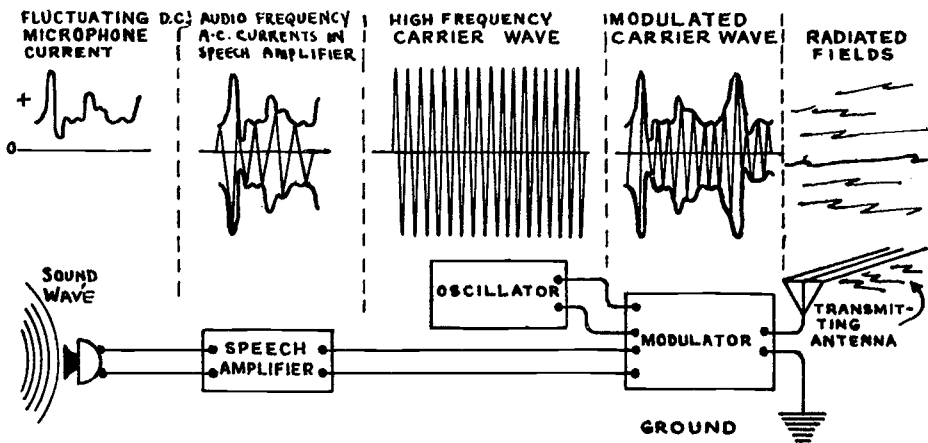 FLUCTUATING D.C.
MICROPHONE
CURRENT
AUDIO FREQUENCY
A-C. CURRENTS IN
SPEECH AMPLIFIER
HIGH FREQUENCY
CARRIER WAVE
MODULATED
CARRIER WAVE
RADIATED
FIELDS
+
0
SOUND
WAVE
SPEECH
AMPLIFIER
OSCILLATOR
MODULATOR
TRANSMIT-
TING
ANTENNA
GROUND